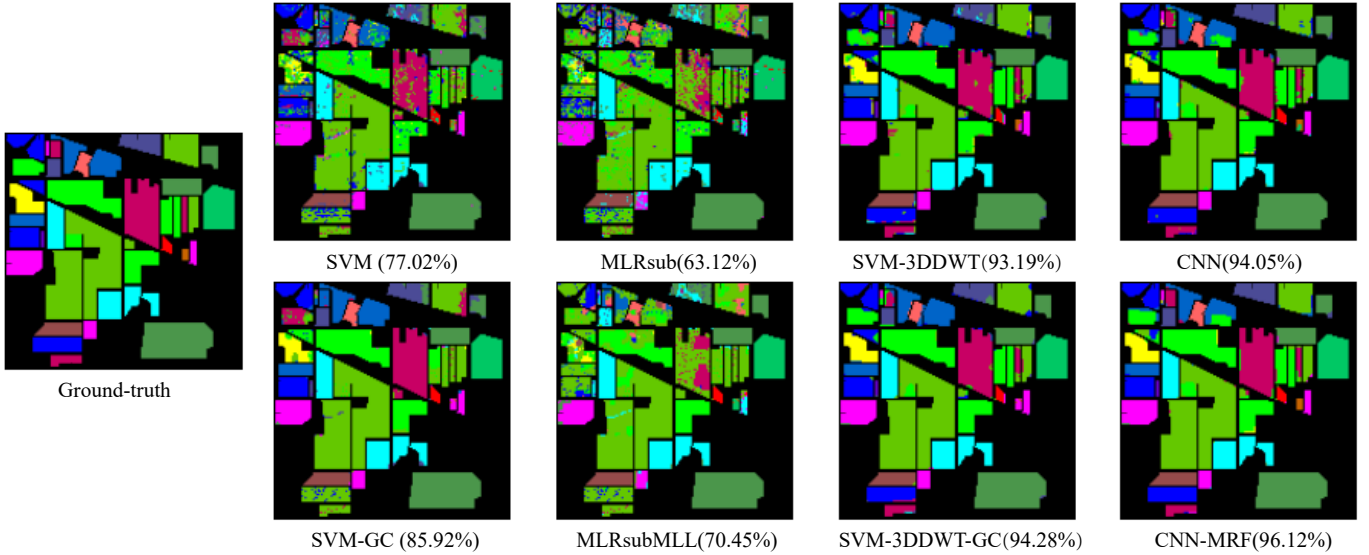 SVM (77.02%)
MLRsub(63.12%)
SVM-3DDWT(93.19%)
CNN(94.05%)
Ground-truth
SVM-GC (85.92%)
MLRsubMLL(70.45%)
SVM-3DDWT-GC(94.28%)
CNN-MRF(96.12%)